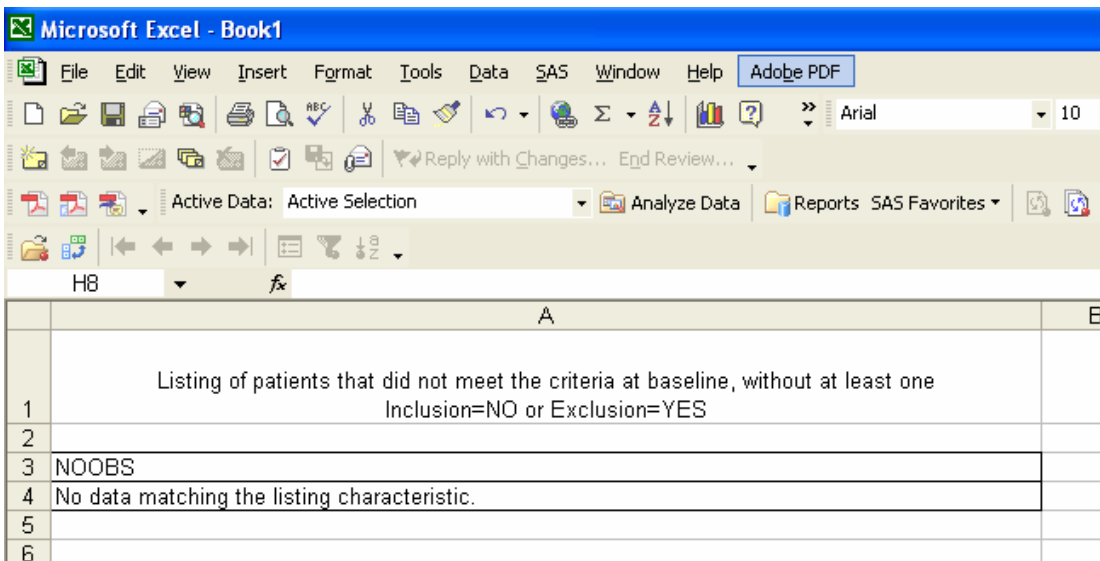 Microsoft Excel - Book1
File Edit View Insert Format Tools Data SAS Window Help Adobe PDF
ABC Σ A Z ? » Arial 10
Reply with Changes... End Review...
Active Data: Active Selection Analyze Data Reports SAS Favorites
H8 fx
A
1 Listing of patients that did not meet the criteria at baseline, without at least one
Inclusion=NO or Exclusion=YES
2
3 NOOBS
4 No data matching the listing characteristic.
5
6